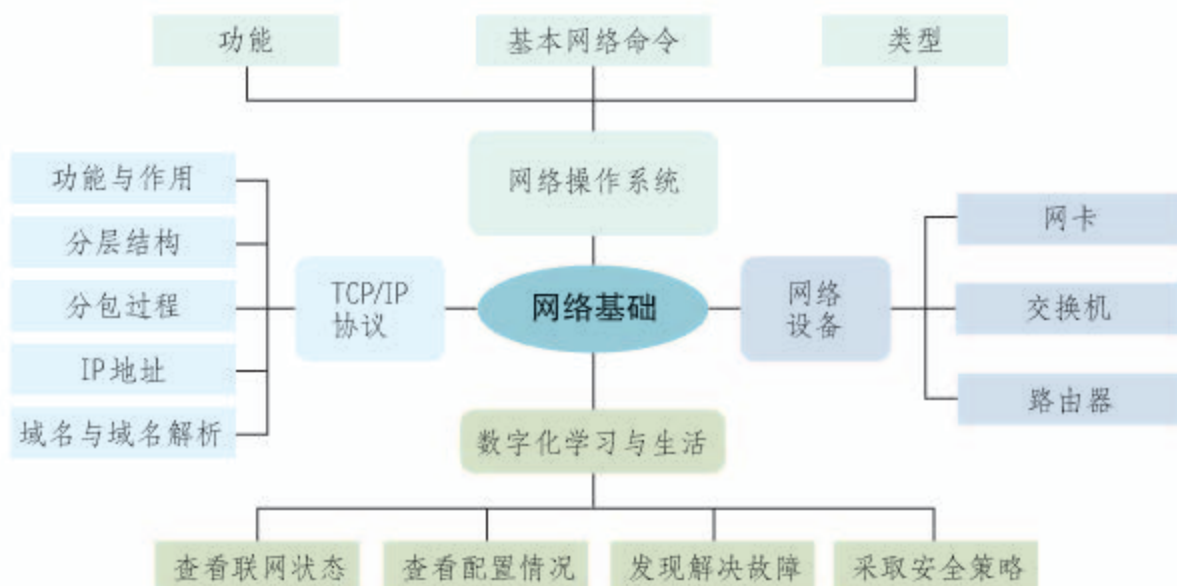 功能
基本网络命令
类型
网络操作系统
功能与作用
分层结构
分包过程
IP地址
域名与域名解析
TCP/IP
协议
网络基础
网络
设备
网卡
交换机
路由器
数字化学习与生活
查看联网状态
查看配置情况
发现解决故障
采取安全策略